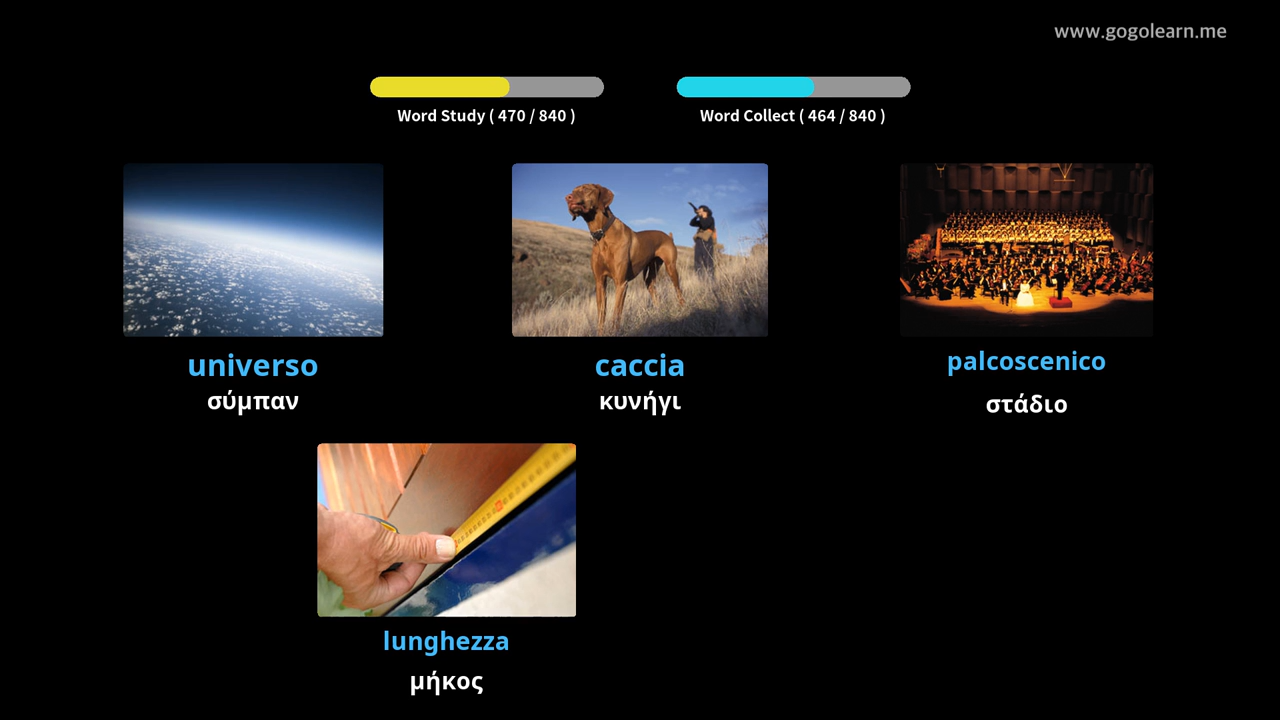 www.gogolearn.me
Word Study ( 470 / 840 )
Word Collect ( 464 / 840 )
universo
σύμπαν
caccia
κυνήγι
palcoscenico
στάδιο
lunghezza
μήκος